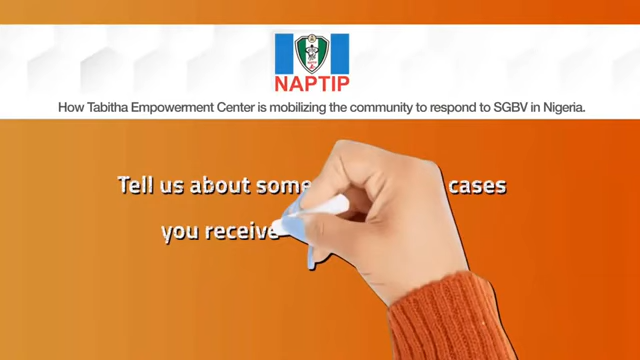 NAPTIP
How Tabitha Empowerment Center is mobilizing the community to respond to SGBV in Nigeria.
Tell us about some cases
you receive